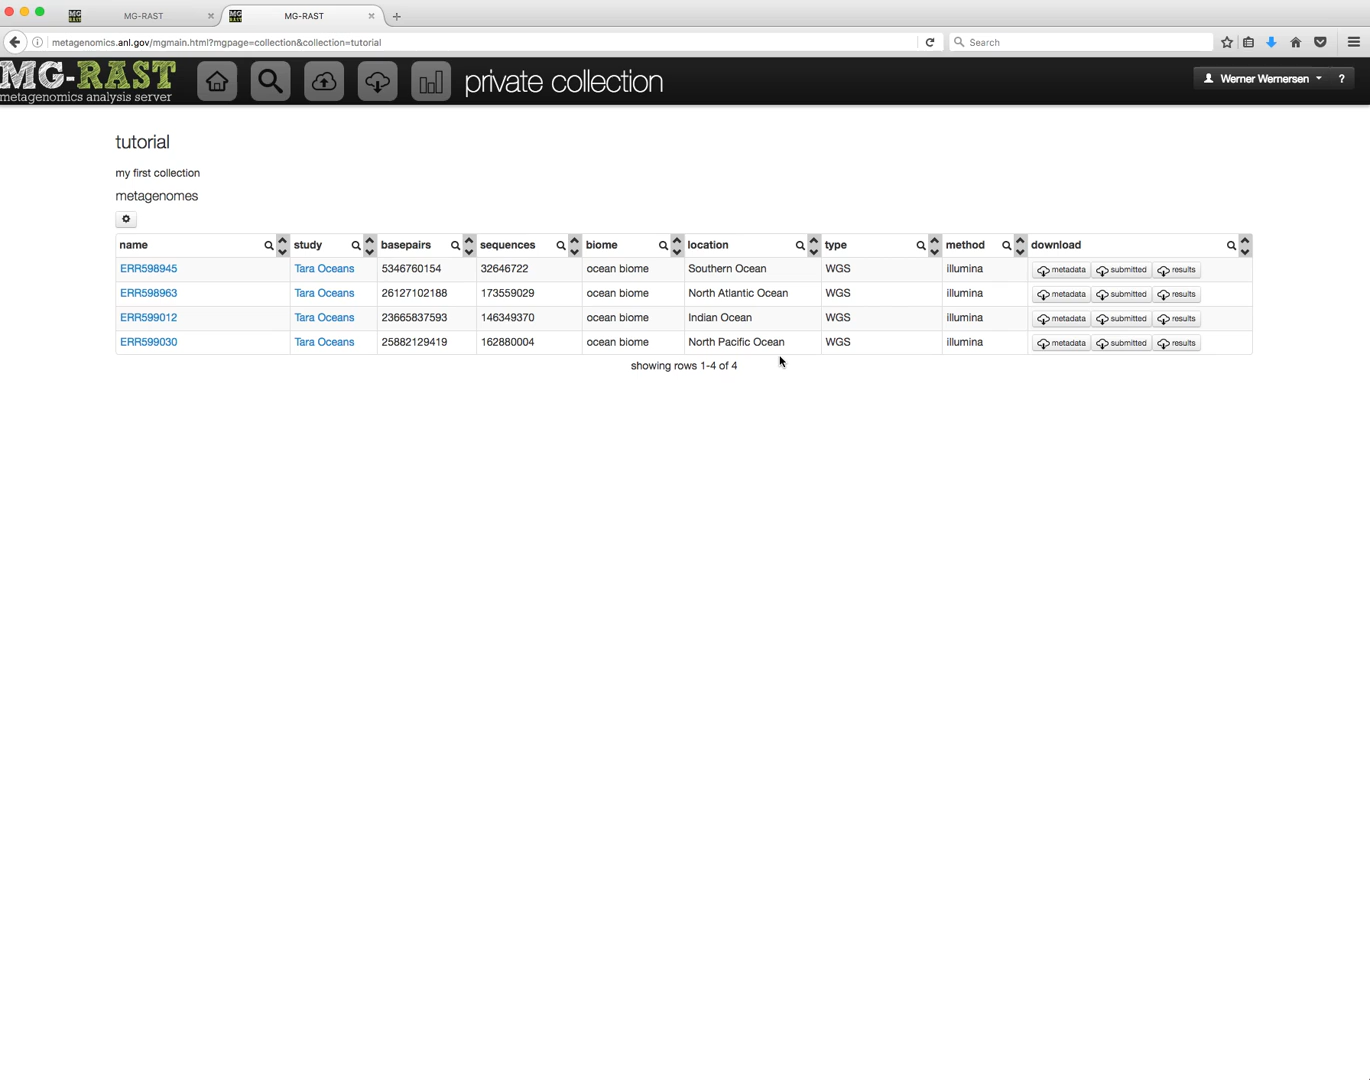 MG-RAST
MG-RAST
metagenomics.anl.gov/mgmain.html?mgpage=collection&collection=tutorial
Search
MG-RAST
metagenomics analysis server
private collection
Werner Wernersen
?
tutorial
my first collection
metagenomes
name study basepairs sequences biome location type method download
ERR598945 Tara Oceans 5346760154 32646722 ocean biome Southern Ocean WGS illumina metadata submitted results
ERR598963 Tara Oceans 26127102188 173559029 ocean biome North Atlantic Ocean WGS illumina metadata submitted results
ERR599012 Tara Oceans 23665837593 146349370 ocean biome Indian Ocean WGS illumina metadata submitted results
ERR599030 Tara Oceans 25882129419 162880004 ocean biome North Pacific Ocean WGS illumina metadata submitted results
showing rows 1-4 of 4